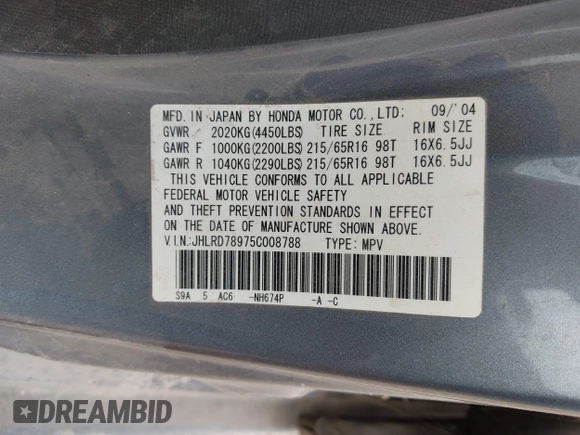 MFD. IN JAPAN BY HONDA MOTOR CO.,LTD: 09/'04
GVWR 2020KG(4450LBS) TIRE SIZE RIM SIZE
GAWR F 1000KG(2200LBS) 215/65R16 98T 16X6.5JJ
GAWR R 1040KG(2290LBS) 215/65R16 98T 16X6.5JJ
THIS VEHICLE CONFORMS TO ALL APPLICABLE
FEDERAL MOTOR VEHICLE SAFETY
AND THEFT PREVENTION STANDARDS IN EFFECT
ON THE DATE OF MANUFACTURE SHOWN ABOVE.
V.I.N:JHLRD78975C008788 TYPE: MPV
S9A 5 AC6 -NH674P -A -C
DREAMBID